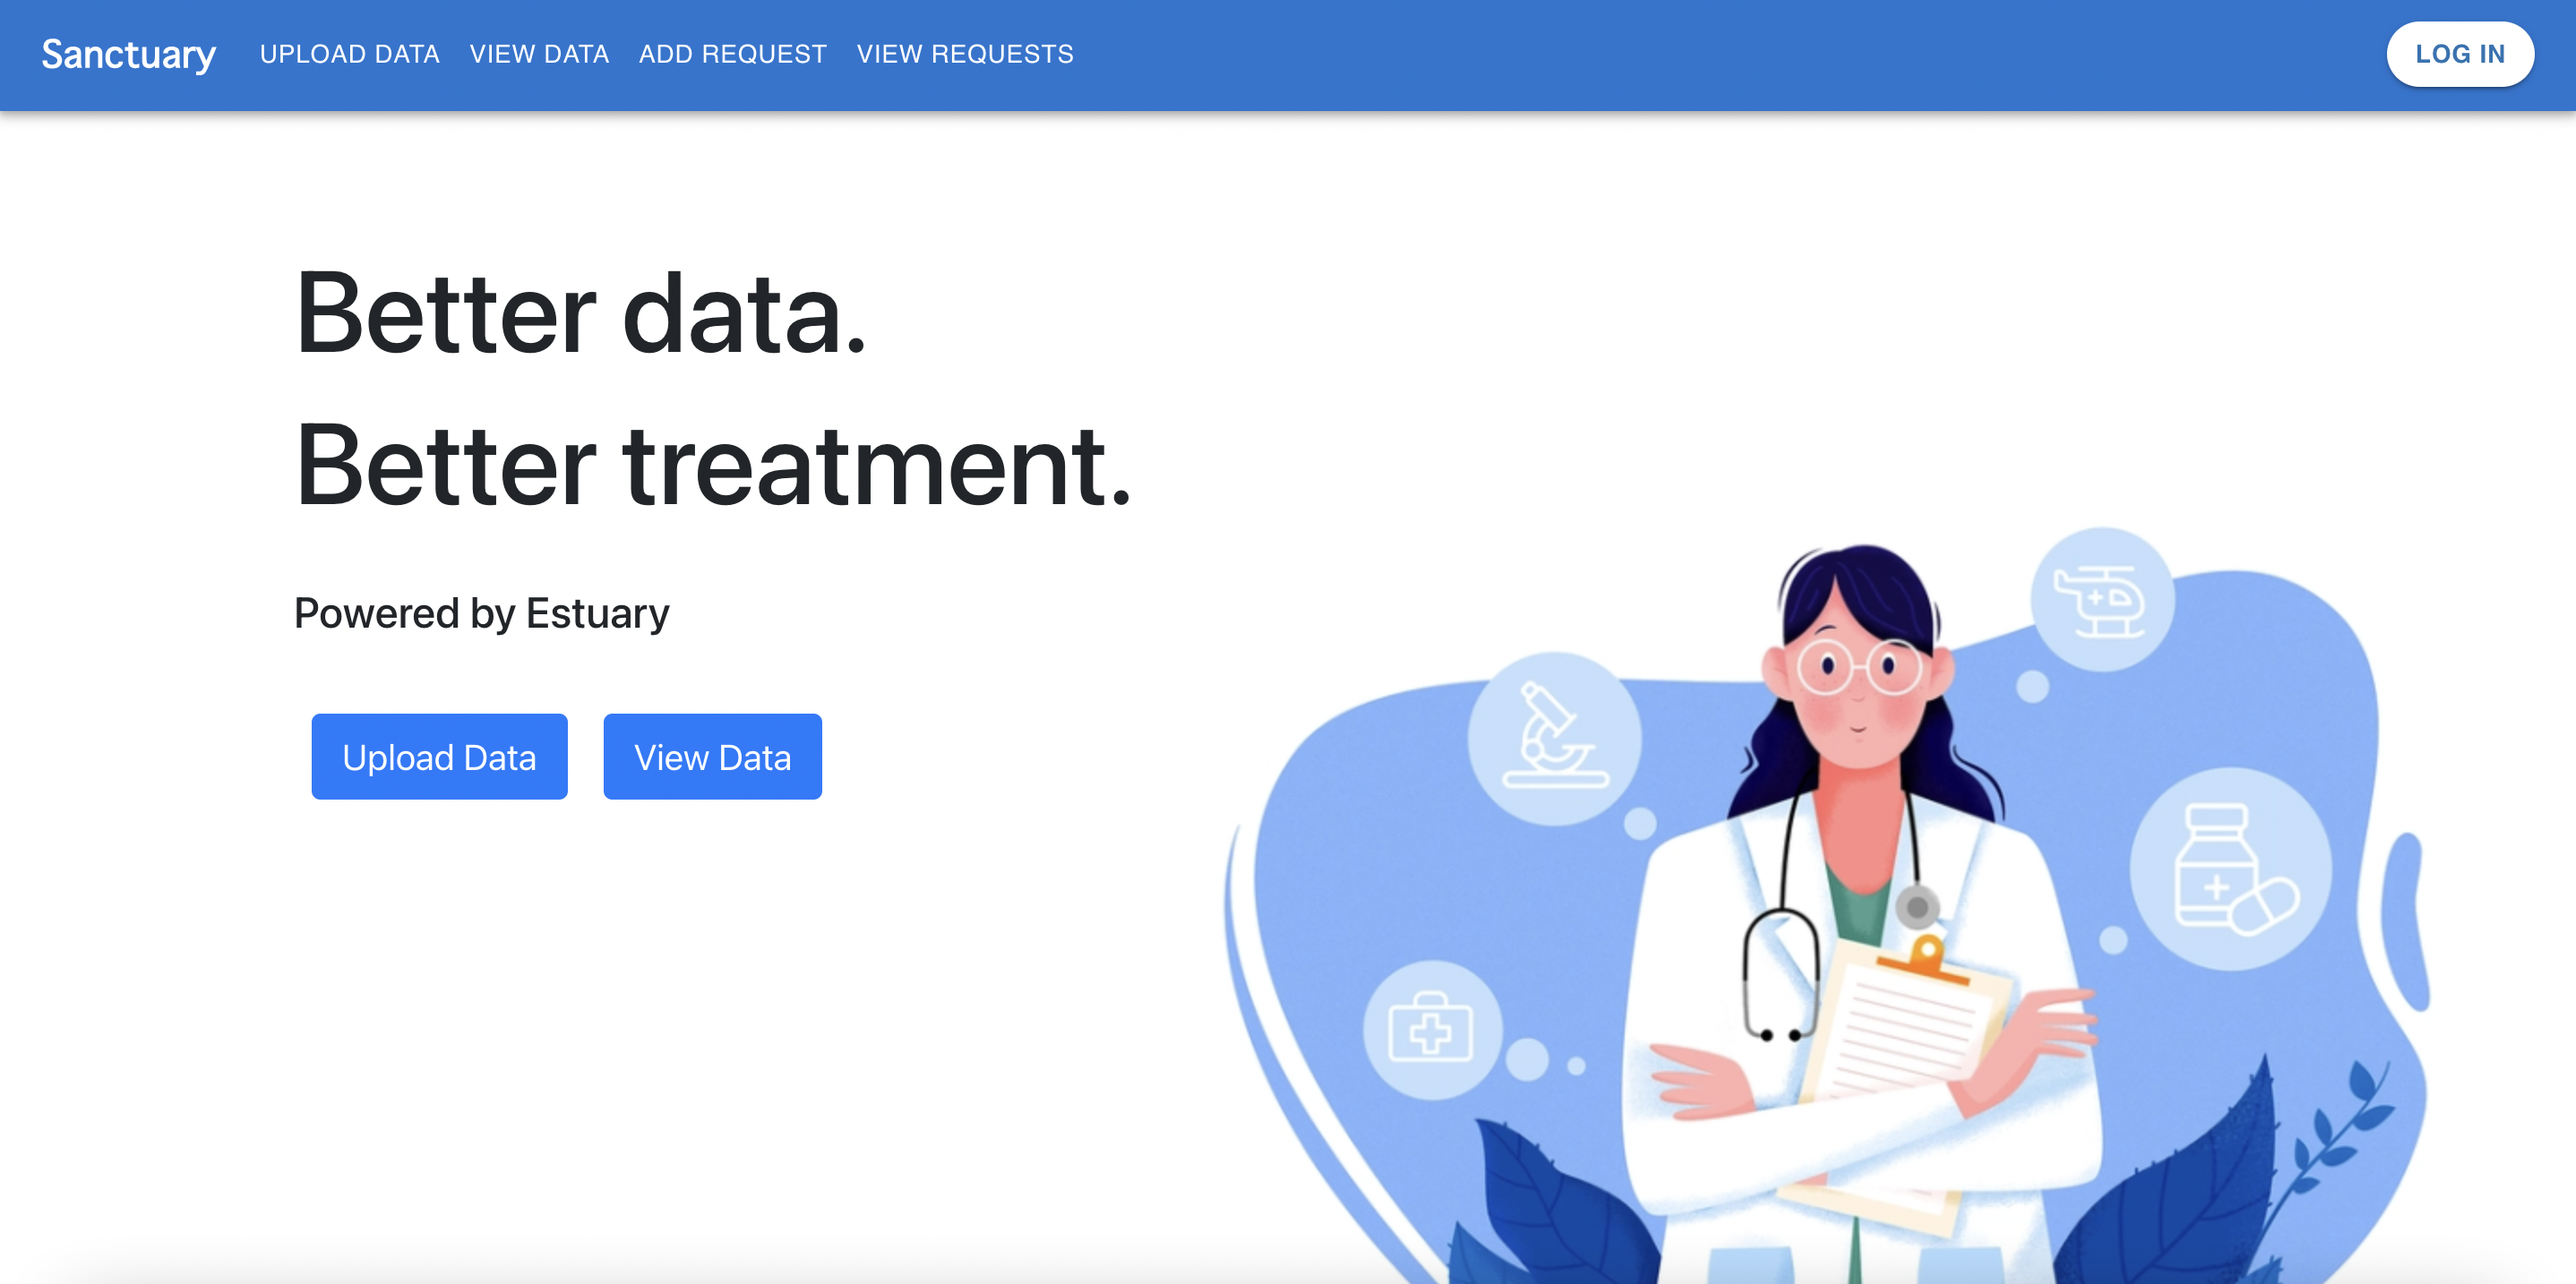 Sanctuary UPLOAD DATA VIEW DATA ADD REQUEST VIEW REQUESTS LOG IN
Better data.
Better treatment.
Powered by Estuary
Upload Data View Data